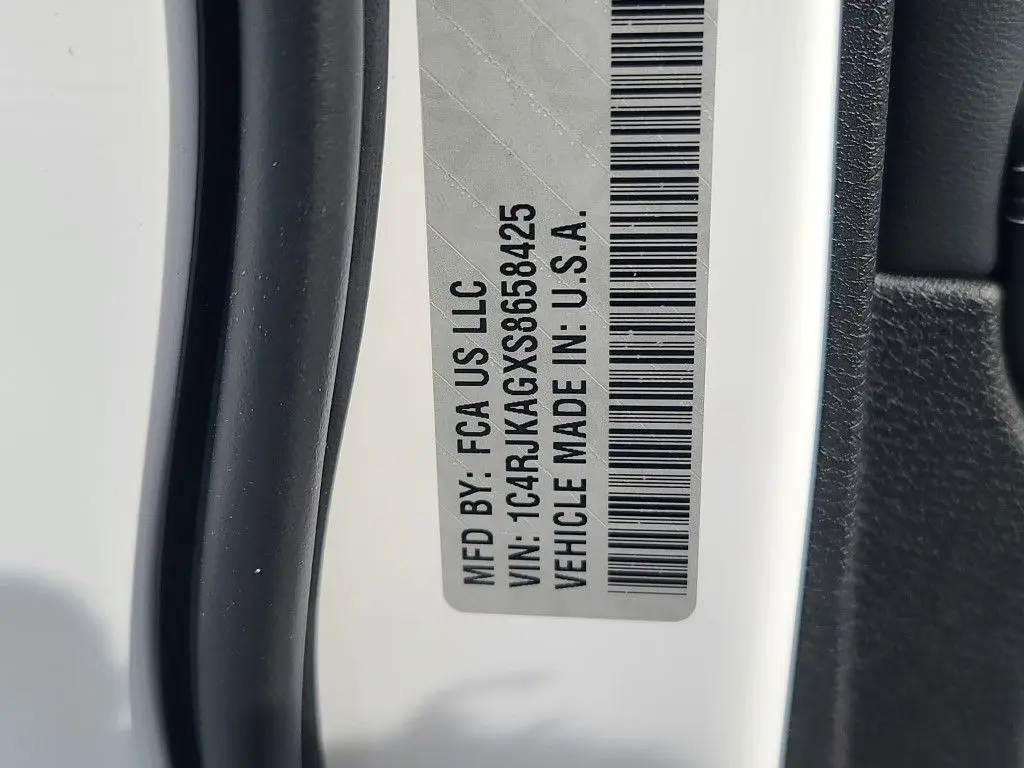 MFD BY: FCA US LLC
VIN: 1C4RJKAGXS8658425
VEHICLE MADE IN: U.S.A.